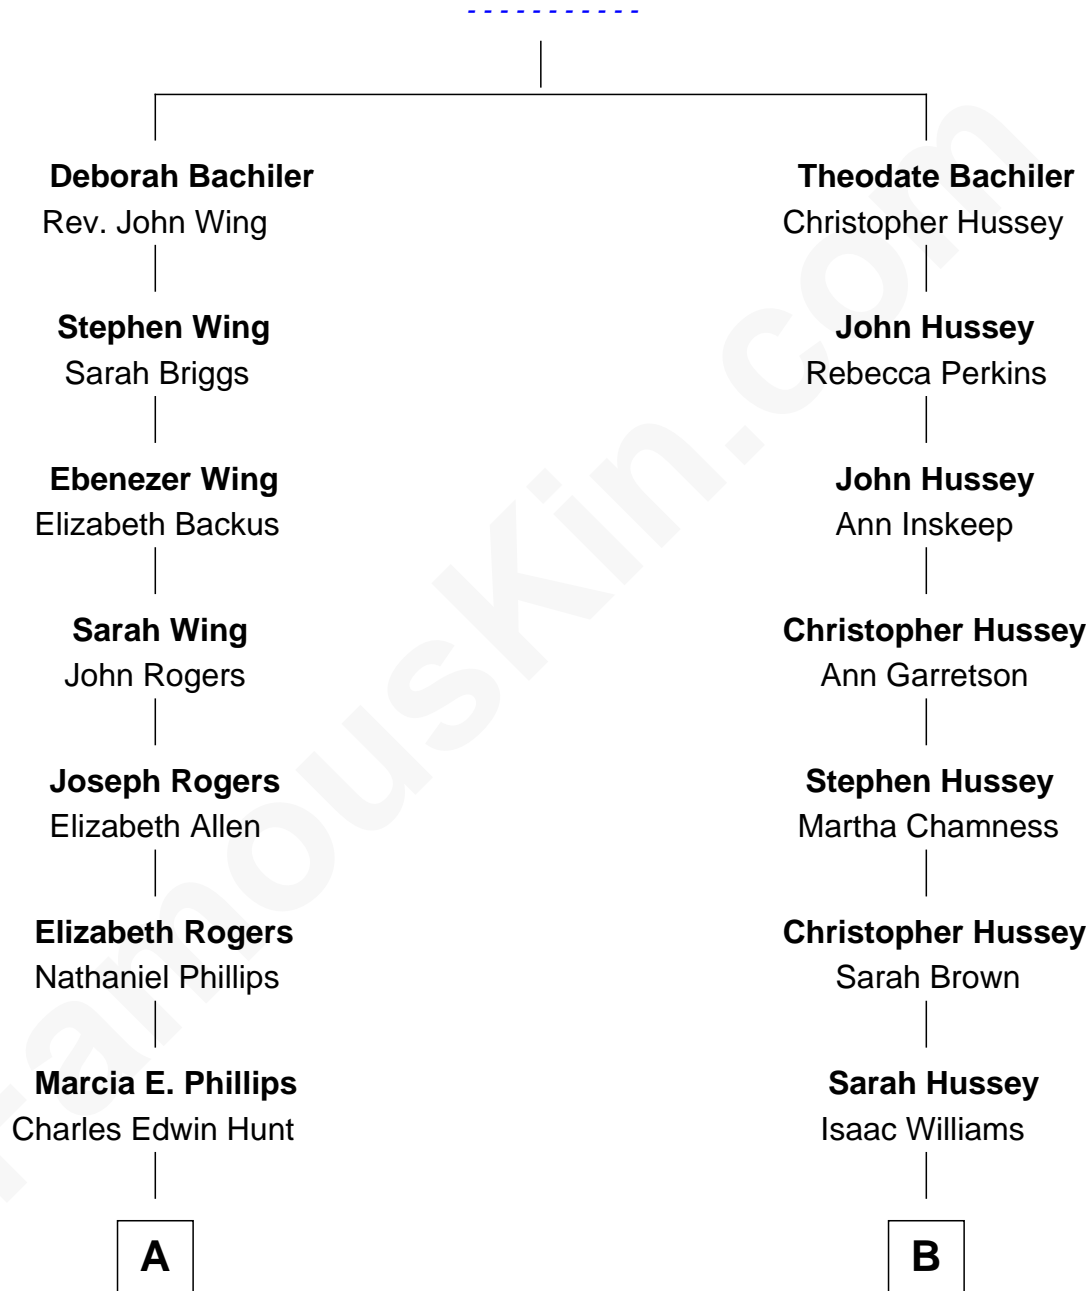 - - - - - - - - - - -
Deborah Bachiler
Rev. John Wing
Stephen Wing
Sarah Briggs
Ebenezer Wing
Elizabeth Backus
Sarah Wing
John Rogers
Joseph Rogers
Elizabeth Allen
Elizabeth Rogers
Nathaniel Phillips
Marcia E. Phillips
Charles Edwin Hunt
A
Theodate Bachiler
Christopher Hussey
John Hussey
Rebecca Perkins
John Hussey
Ann Inskeep
Christopher Hussey
Ann Garretson
Stephen Hussey
Martha Chamness
Christopher Hussey
Sarah Brown
Sarah Hussey
Isaac Williams
B
FamousKin.com